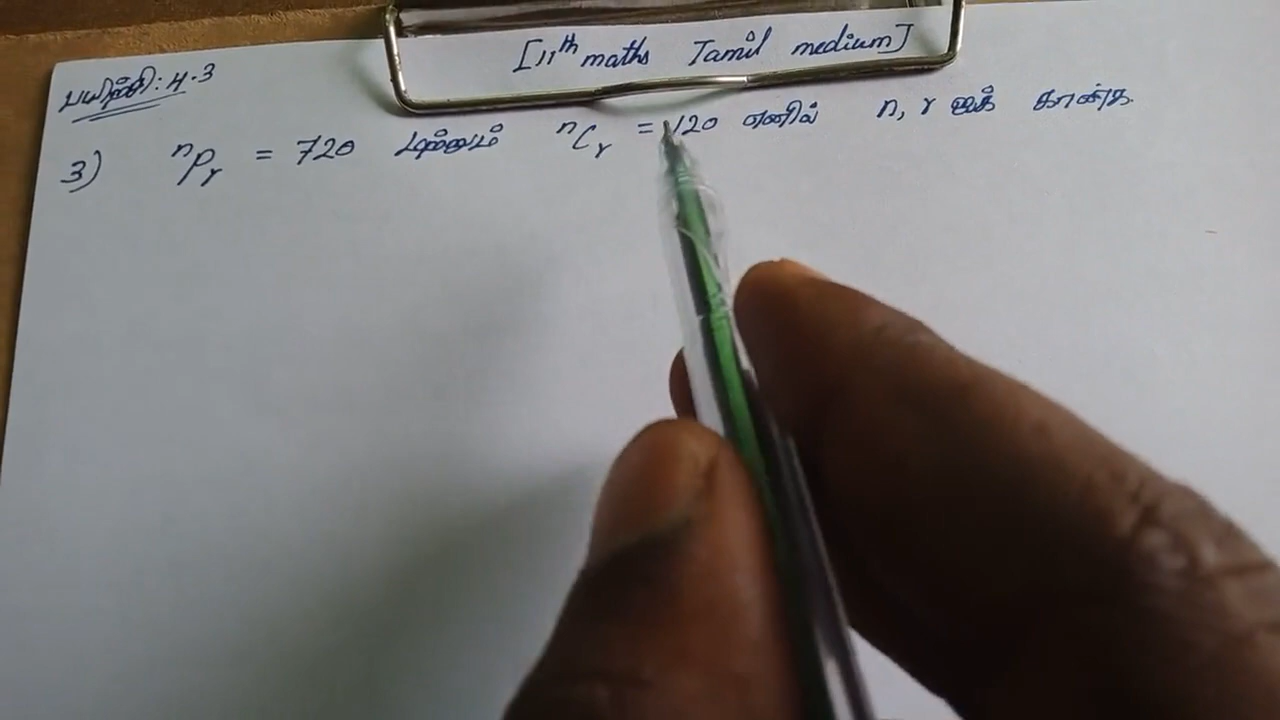 [11th maths Tamil medium]
பயிற்சி: 4.3
3) nPr = 720 மற்றும் nCr = 120 எனில் n, r ஐக் காண்க.